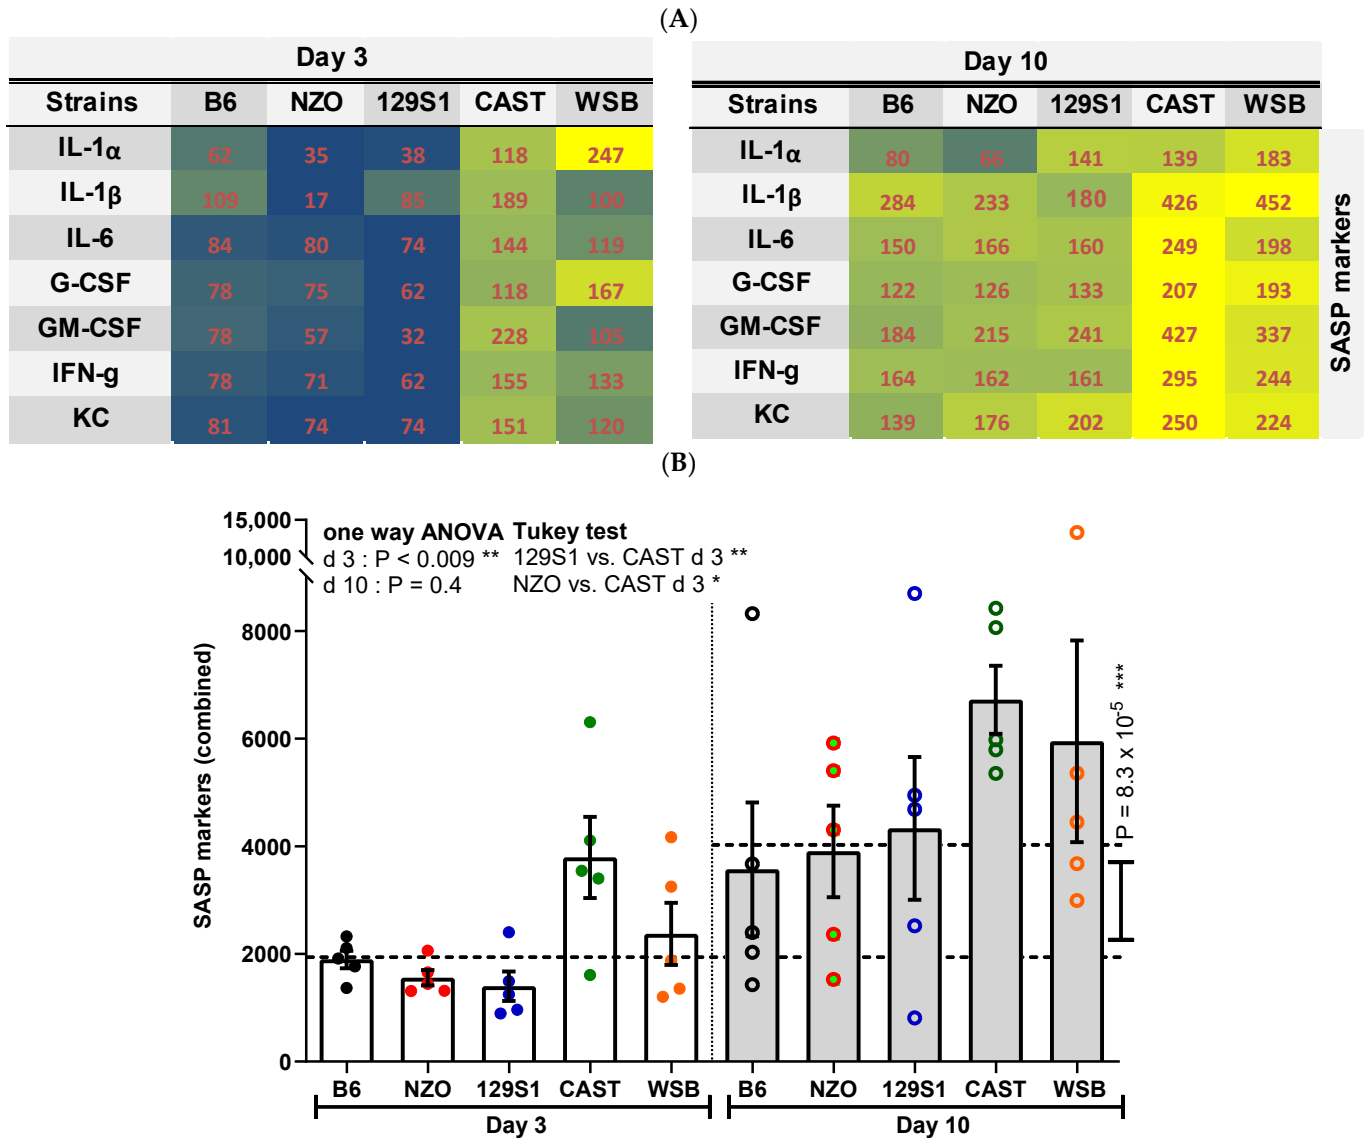 (A)
Day 3
Strains B6 NZO 129S1 CAST WSB
IL-1α 62 35 38 118 247
IL-1β 109 17 85 189 100
IL-6 84 80 74 144 119
G-CSF 78 75 62 118 167
GM-CSF 78 57 32 228 105
IFN-g 78 71 62 155 133
KC 81 74 74 151 120
Day 10
Strains B6 NZO 129S1 CAST WSB
IL-1α 80 66 141 139 183
IL-1β 284 233 180 426 452
IL-6 150 166 160 249 198
G-CSF 122 126 133 207 193
GM-CSF 184 215 241 427 337
IFN-g 164 162 161 295 244
KC 139 176 202 250 224
SASP markers
(B)
one way ANOVA Tukey test
d 3 : P < 0.009 ** 129S1 vs. CAST d 3 **
d 10 : P = 0.4 NZO vs. CAST d 3 *
15,000
10,000
8000
6000
4000
2000
0
SASP markers (combined)
P = 8.3 x 10⁻⁵ ***
B6 NZO 129S1 CAST WSB B6 NZO 129S1 CAST WSB
Day 3 Day 10